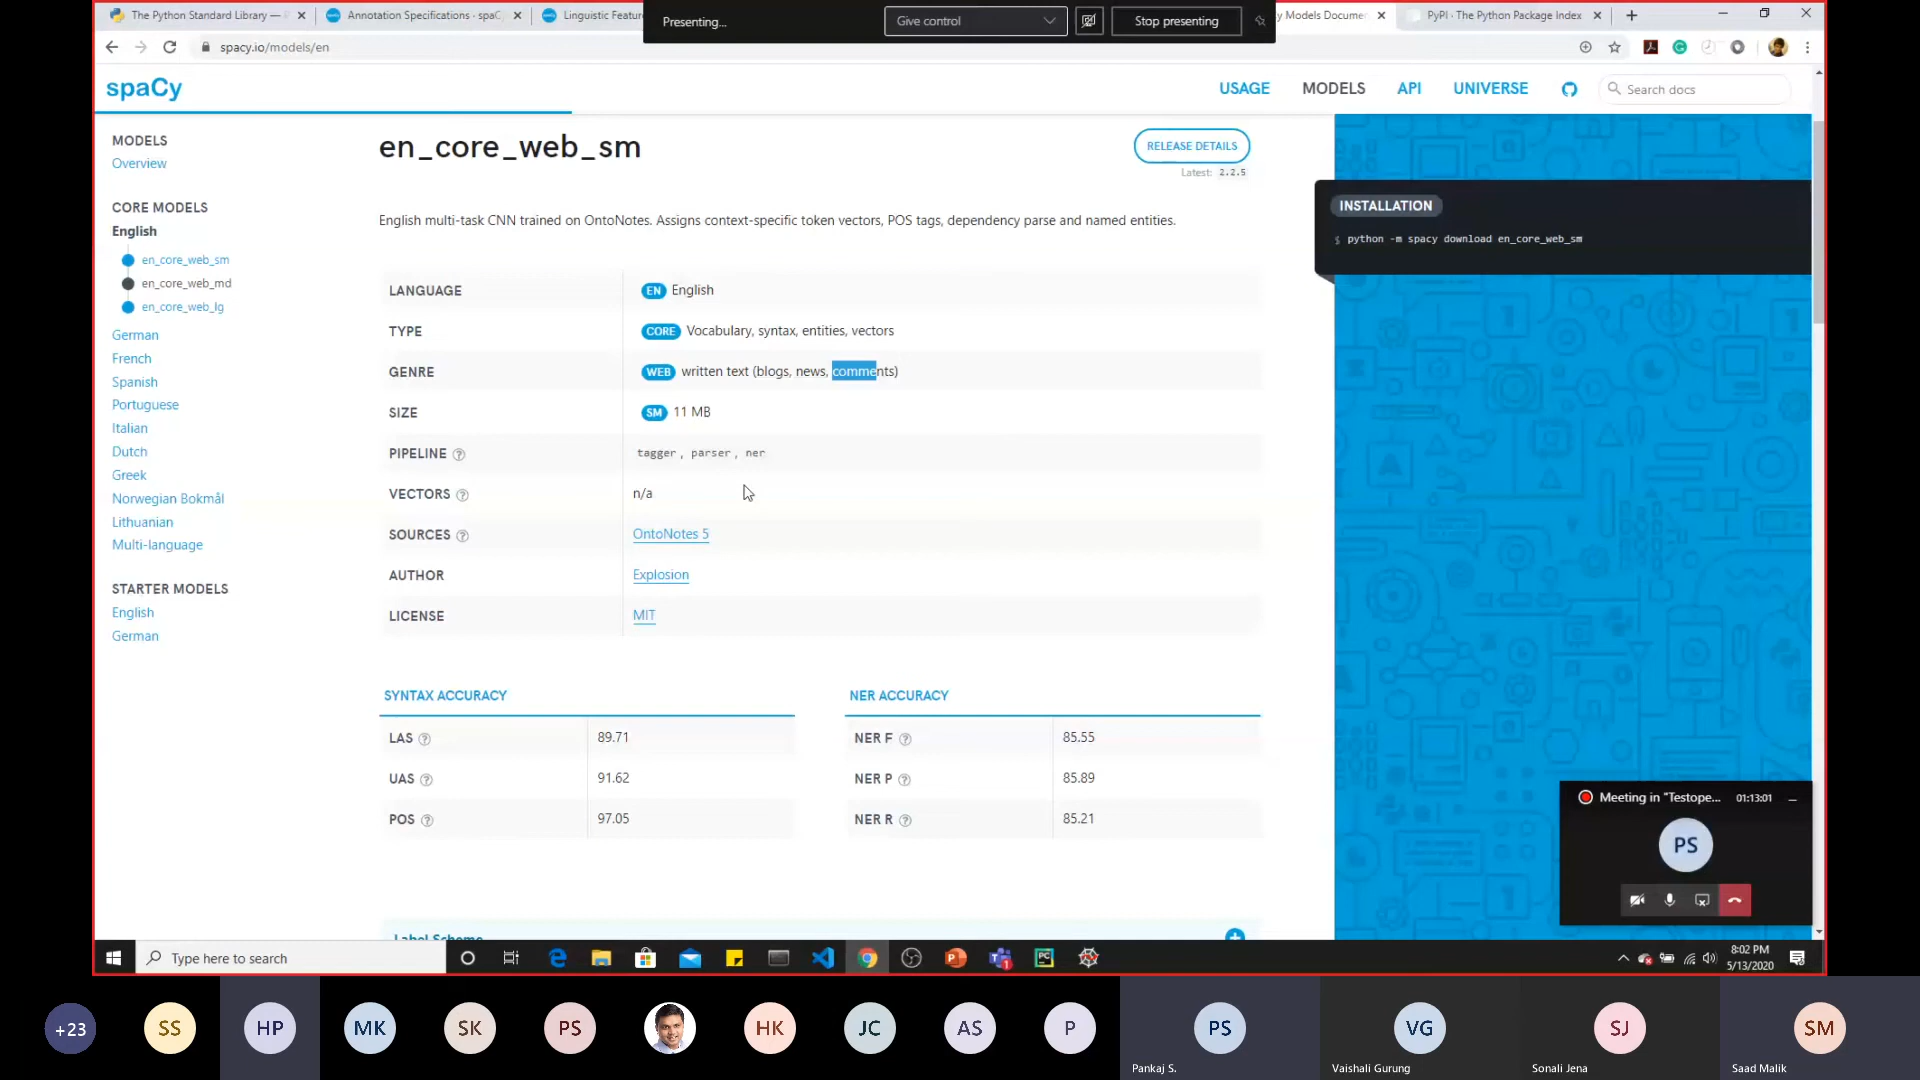 The Python Standard Library —
Annotation Specifications · spaC
Linguistic Featur
Presenting...
Give control
Stop presenting
y Models Docume
PyPI · The Python Package Index
spacy.io/models/en
spaCy
USAGE
MODELS
API
UNIVERSE
Search docs
MODELS
Overview
CORE MODELS
English
en_core_web_sm
en_core_web_md
en_core_web_lg
German
French
Spanish
Portuguese
Italian
Dutch
Greek
Norwegian Bokmål
Lithuanian
Multi-language
STARTER MODELS
English
German
en_core_web_sm
RELEASE DETAILS
Latest: 2.2.5
English multi-task CNN trained on OntoNotes. Assigns context-specific token vectors, POS tags, dependency parse and named entities.
LANGUAGE EN English
TYPE CORE Vocabulary, syntax, entities, vectors
GENRE WEB written text (blogs, news, comments)
SIZE SM 11 MB
PIPELINE ? tagger, parser, ner
VECTORS ? n/a
SOURCES ? OntoNotes 5
AUTHOR Explosion
LICENSE MIT
SYNTAX ACCURACY
LAS ? 89.71
UAS ? 91.62
POS ? 97.05
NER ACCURACY
NER F ? 85.55
NER P ? 85.89
NER R ? 85.21
Label Scheme
INSTALLATION
$ python -m spacy download en_core_web_sm
Meeting in "Testope... 01:13:01
PS
Type here to search
8:02 PM
5/13/2020
+23
SS
HP
MK
SK
PS
HK
JC
AS
P
PS
Pankaj S.
VG
Vaishali Gurung
SJ
Sonali Jena
SM
Saad Malik